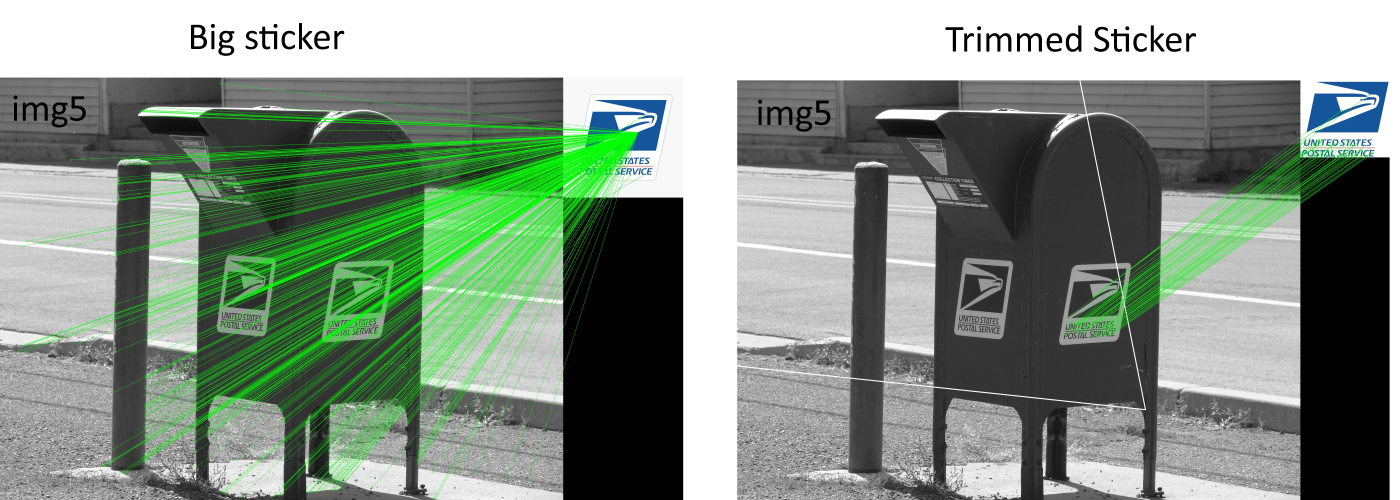 Big sticker
Trimmed Sticker
img5
UNITED STATES
POSTAL SERVICE
COLLECTION TIMES
UNITED STATES
POSTAL SERVICE
UNITED STATES
POSTAL SERVICE
img5
UNITED STATES
POSTAL SERVICE
COLLECTION TIMES
UNITED STATES
POSTAL SERVICE
UNITED STATES
POSTAL SERVICE